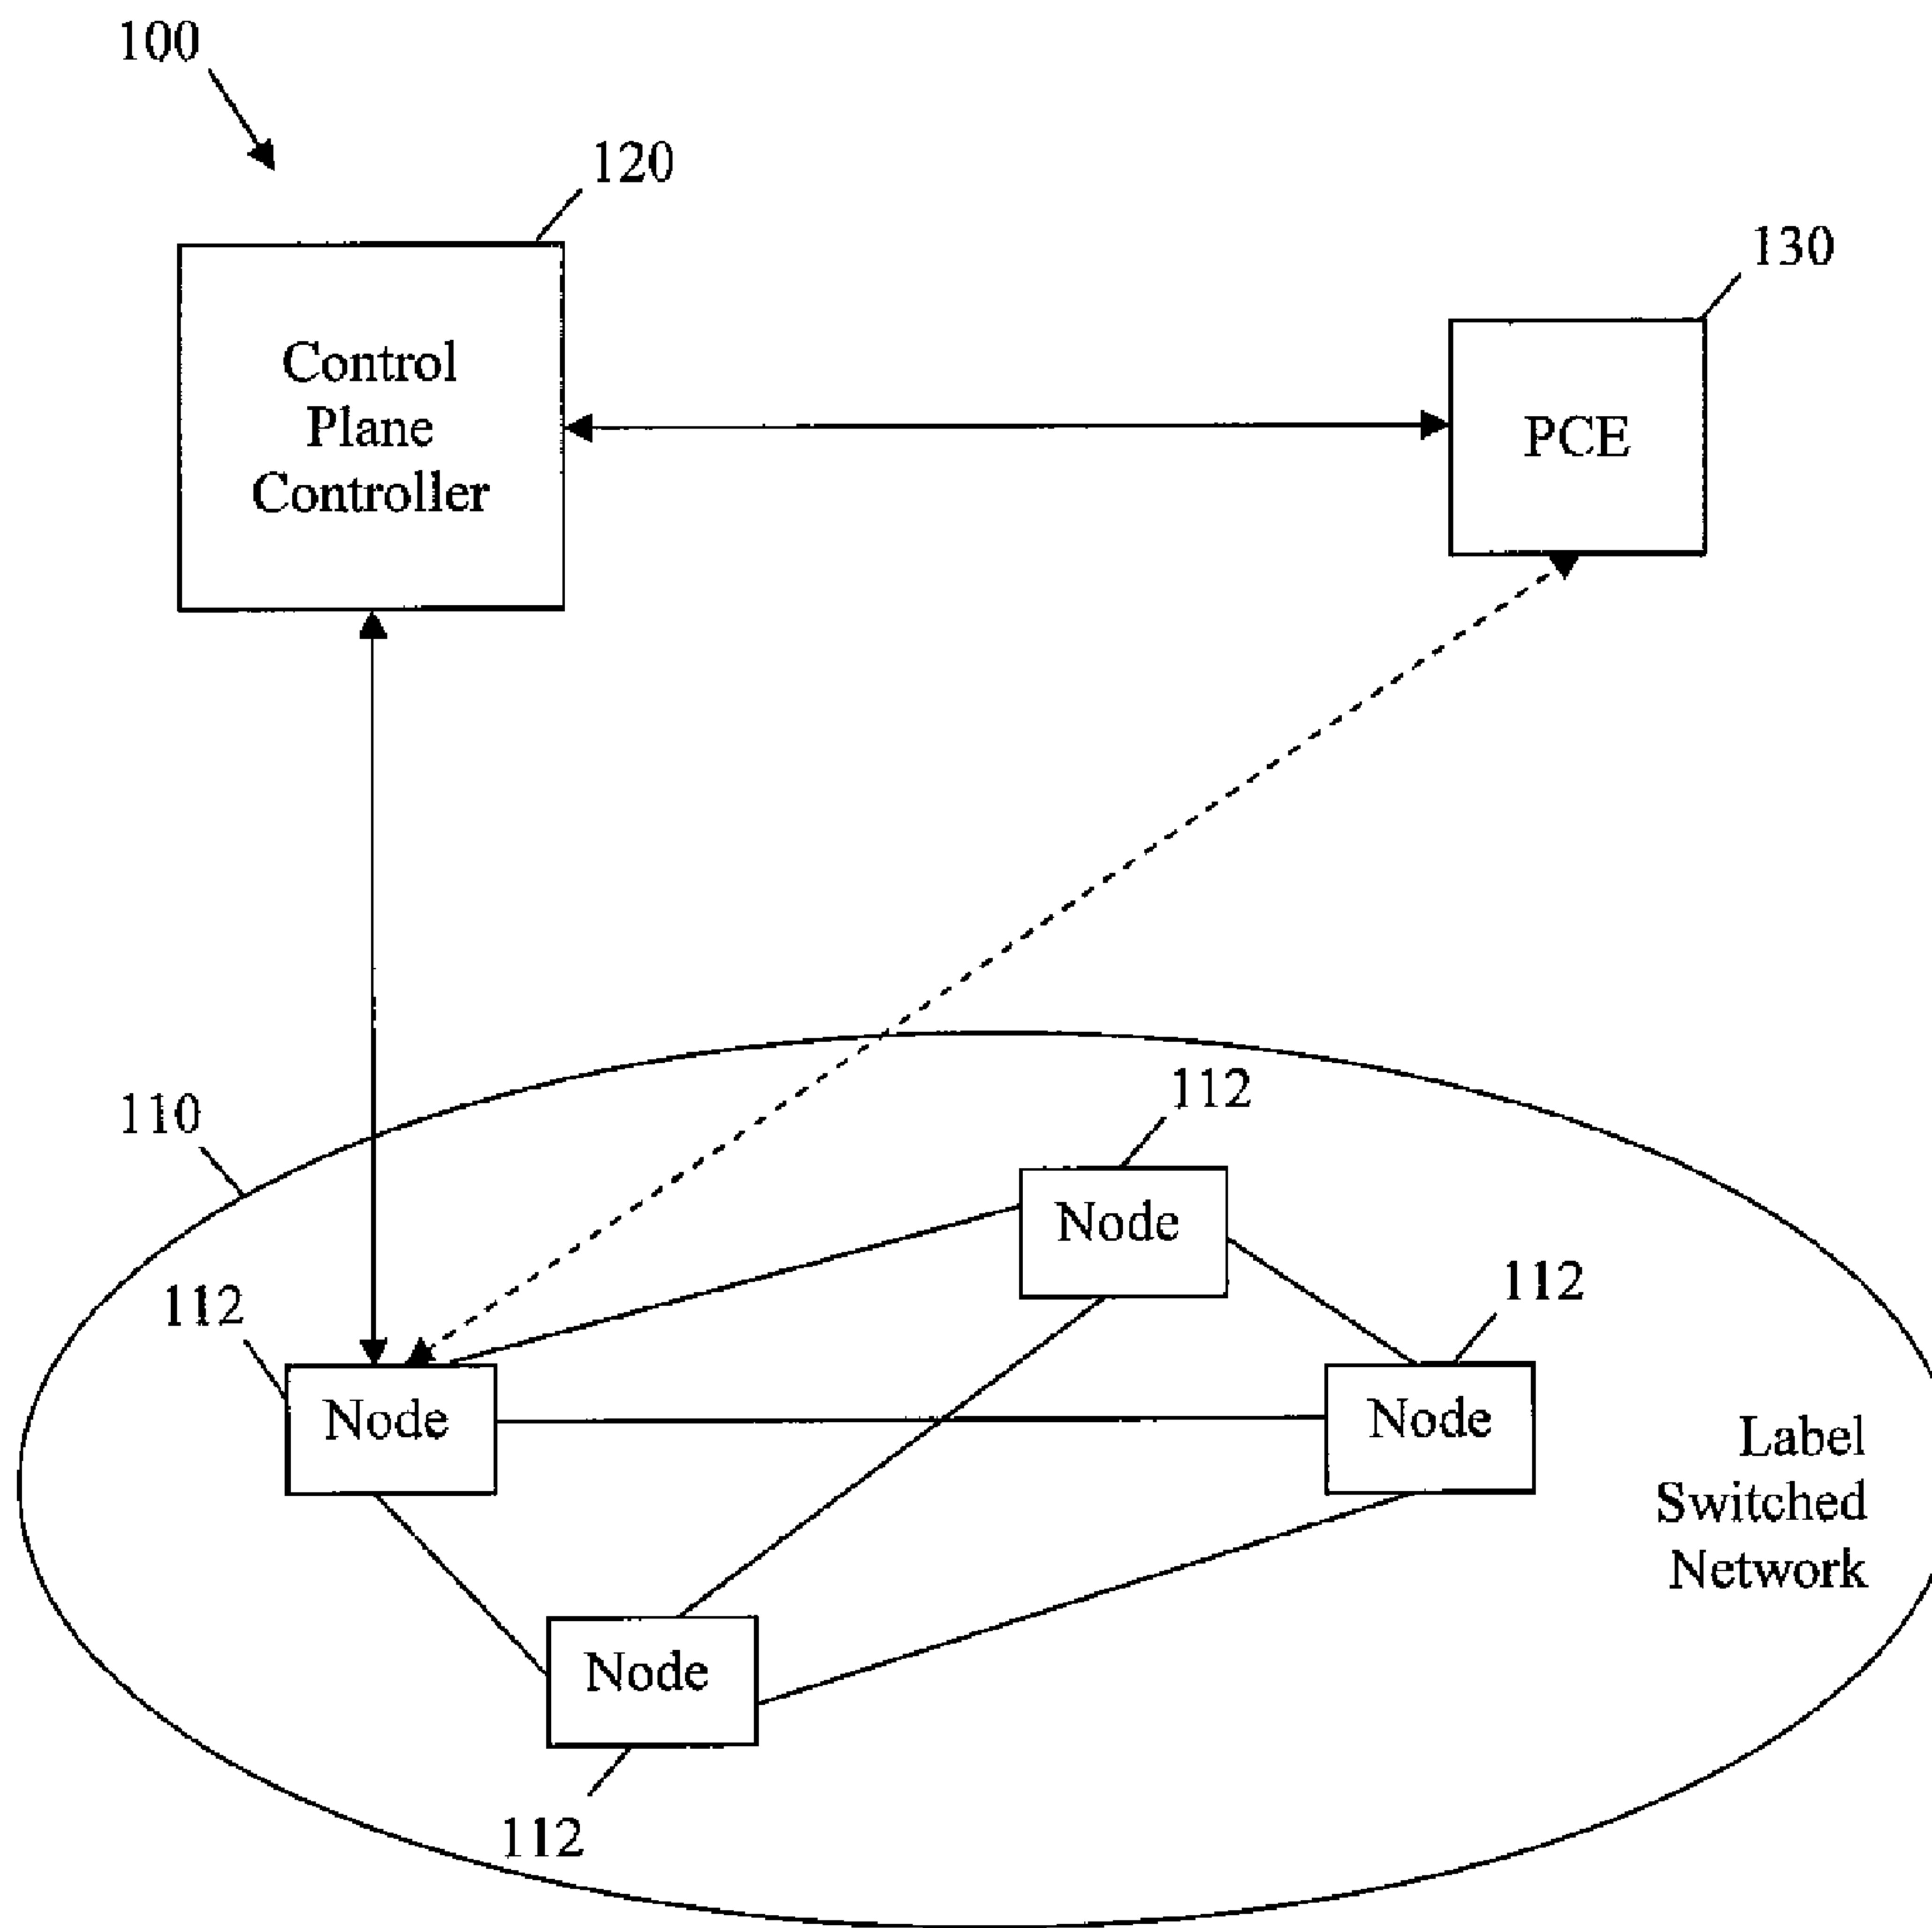 100
120
130
Control
Plane
Controller
PCE
110
112
Node
112
112
Node
Node
Label
Switched
Network
Node
112